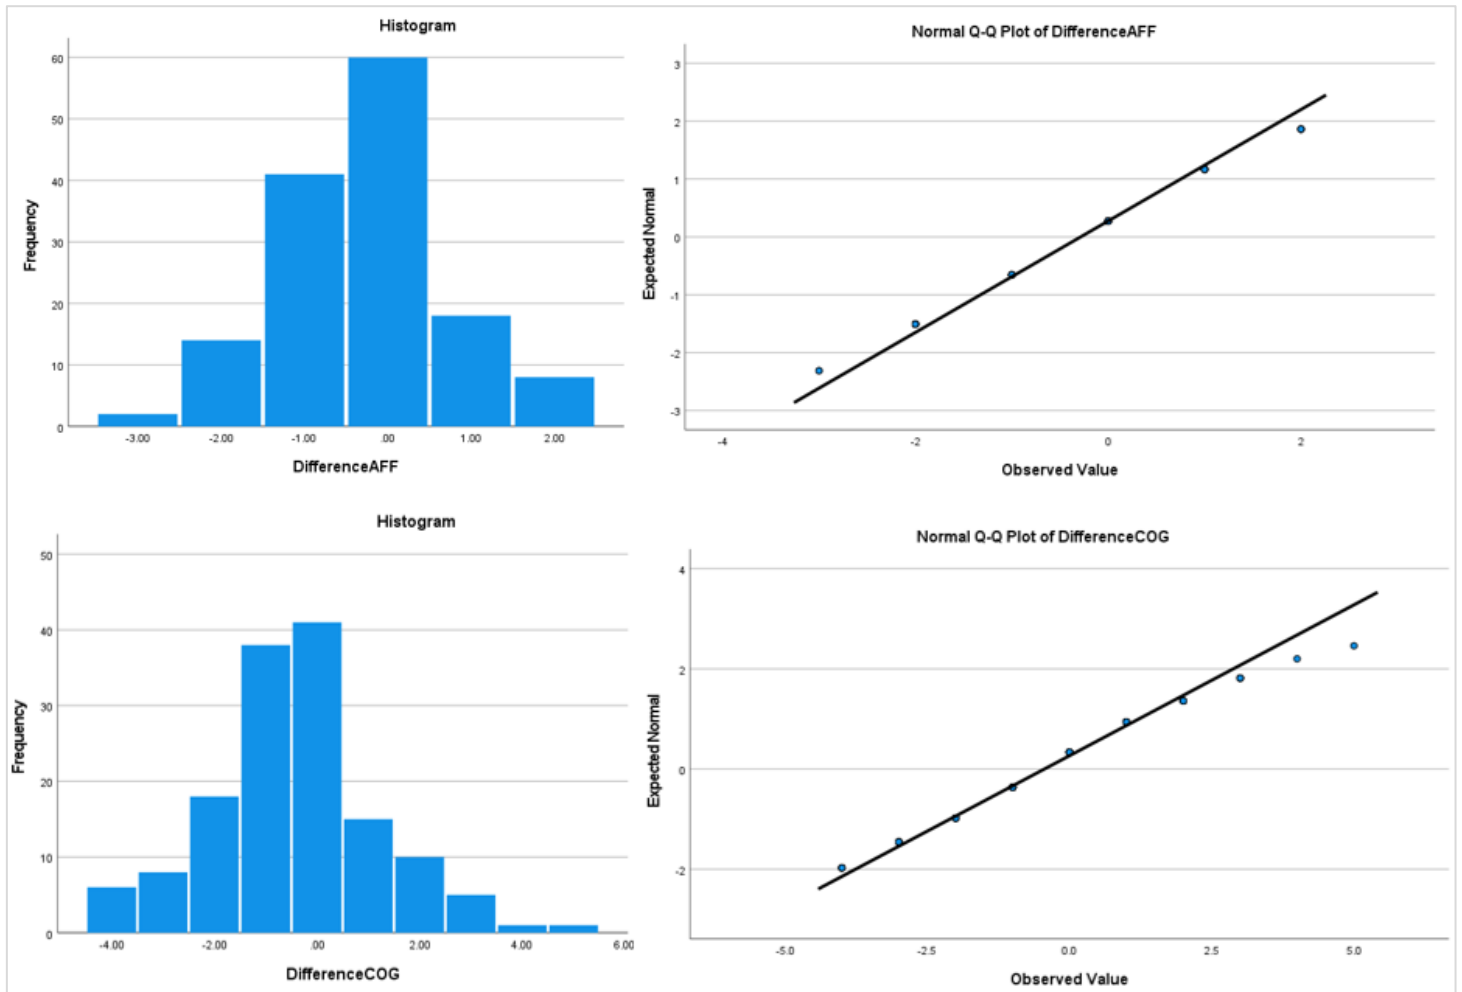 Histogram
60
50
40
30
20
10
0
Frequency
-3.00 -2.00 -1.00 .00 1.00 2.00
DifferenceAFF
Normal Q-Q Plot of DifferenceAFF
3
2
1
0
-1
-2
-3
Expected Normal
-4 -2 0 2
Observed Value
Histogram
50
40
30
20
10
0
Frequency
-4.00 -2.00 .00 2.00 4.00 6.00
DifferenceCOG
Normal Q-Q Plot of DifferenceCOG
4
2
0
-2
Expected Normal
-5.0 -2.5 0.0 2.5 5.0
Observed Value